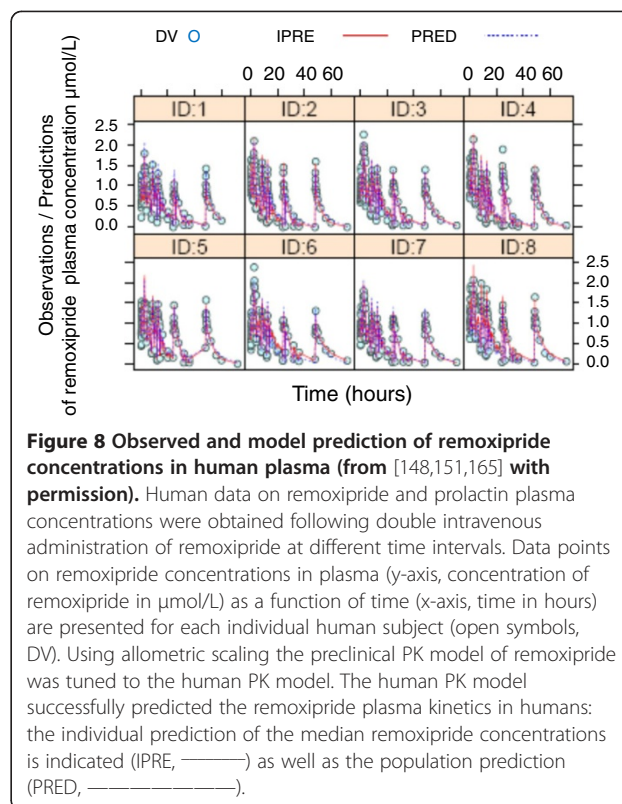 DV IPRE PRED
0 20 40 60 0 20 40 60
ID:1 ID:2 ID:3 ID:4
2.5
2.0
1.5
1.0
0.5
0.0
ID:5 ID:6 ID:7 ID:8
2.5
2.0
1.5
1.0
0.5
0.0
Observations / Predictions
of remoxipride plasma concentration µmol/L)
Time (hours)
Figure 8 Observed and model prediction of remoxipride
concentrations in human plasma (from [148,151,165] with
permission). Human data on remoxipride and prolactin plasma
concentrations were obtained following double intravenous
administration of remoxipride at different time intervals. Data points
on remoxipride concentrations in plasma (y-axis, concentration of
remoxipride in µmol/L) as a function of time (x-axis, time in hours)
are presented for each individual human subject (open symbols,
DV). Using allometric scaling the preclinical PK model of remoxipride
was tuned to the human PK model. The human PK model
successfully predicted the remoxipride plasma kinetics in humans:
the individual prediction of the median remoxipride concentrations
is indicated (IPRE, ———) as well as the population prediction
(PRED, ———————).